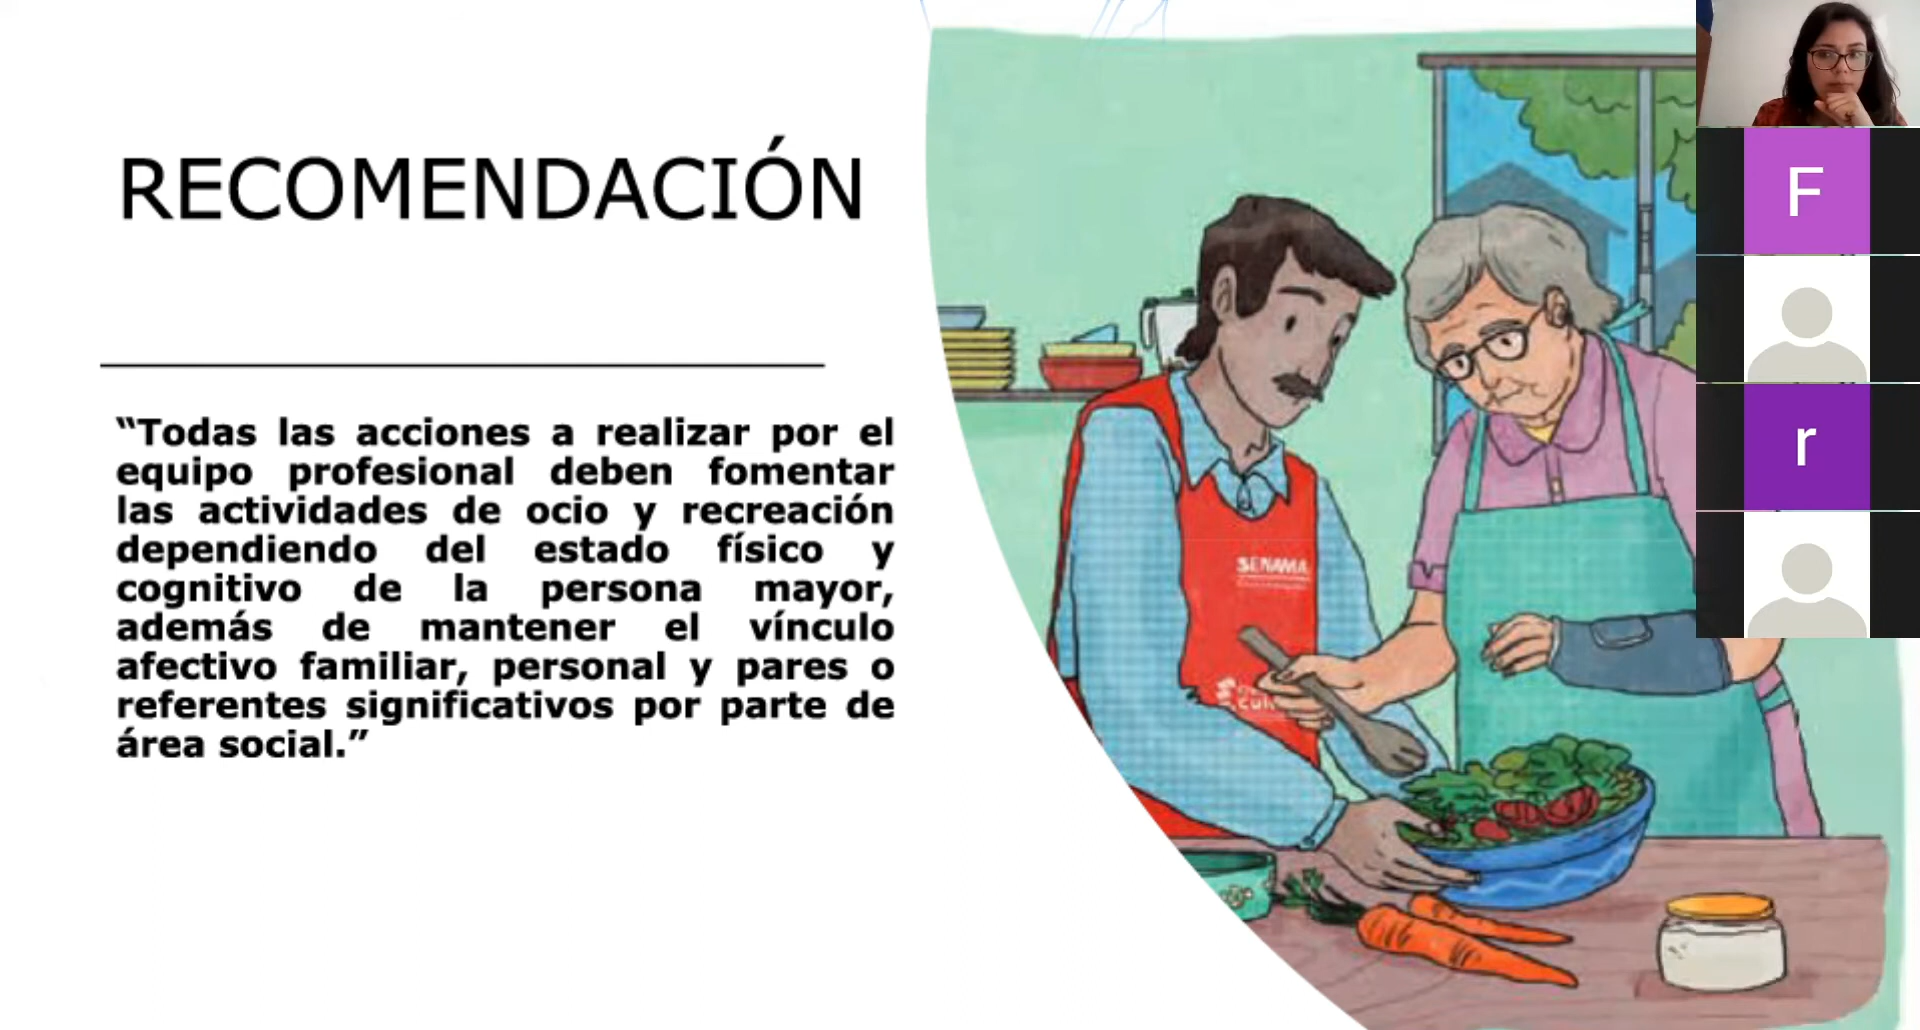 RECOMENDACIÓN
“Todas las acciones a realizar por el
equipo profesional deben fomentar
las actividades de ocio y recreación
dependiendo del estado físico y
cognitivo de la persona mayor,
además de mantener el vínculo
afectivo familiar, personal y pares o
referentes significativos por parte de
área social.”
SENAMA
F
r